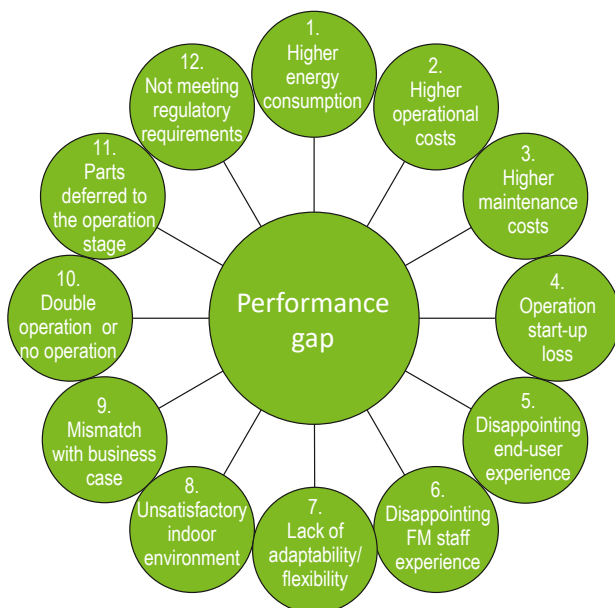 1.
Higher
energy
consumption
2.
Higher
operational
costs
3.
Higher
maintenance
costs
4.
Operation
start-up
loss
5.
Disappointing
end-user
experience
6.
Disappointing
FM staff
experience
7.
Lack of
adaptability/
flexibility
8.
Unsatisfactory
indoor
environment
9.
Mismatch
with business
case
10.
Double
operation or
no operation
11.
Parts
deferred to
the operation
stage
12.
Not meeting
regulatory
requirements
Performance
gap